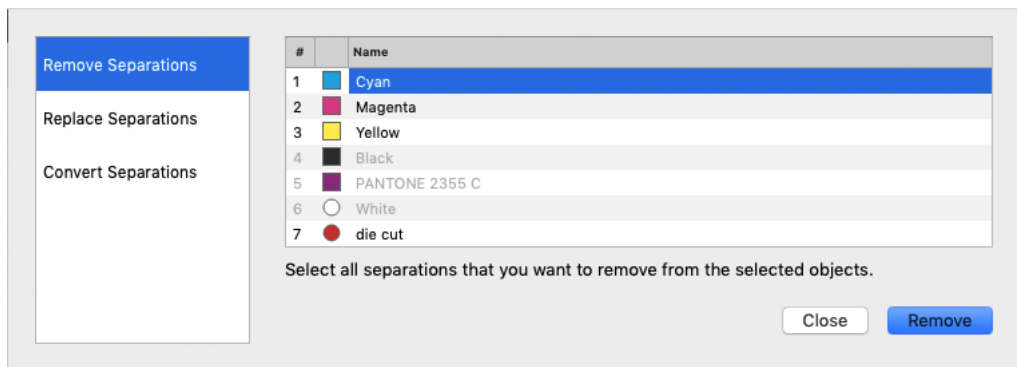 Remove Separations
Replace Separations
Convert Separations
# Name
1 Cyan
2 Magenta
3 Yellow
4 Black
5 PANTONE 2355 C
6 White
7 die cut
Select all separations that you want to remove from the selected objects.
Close Remove